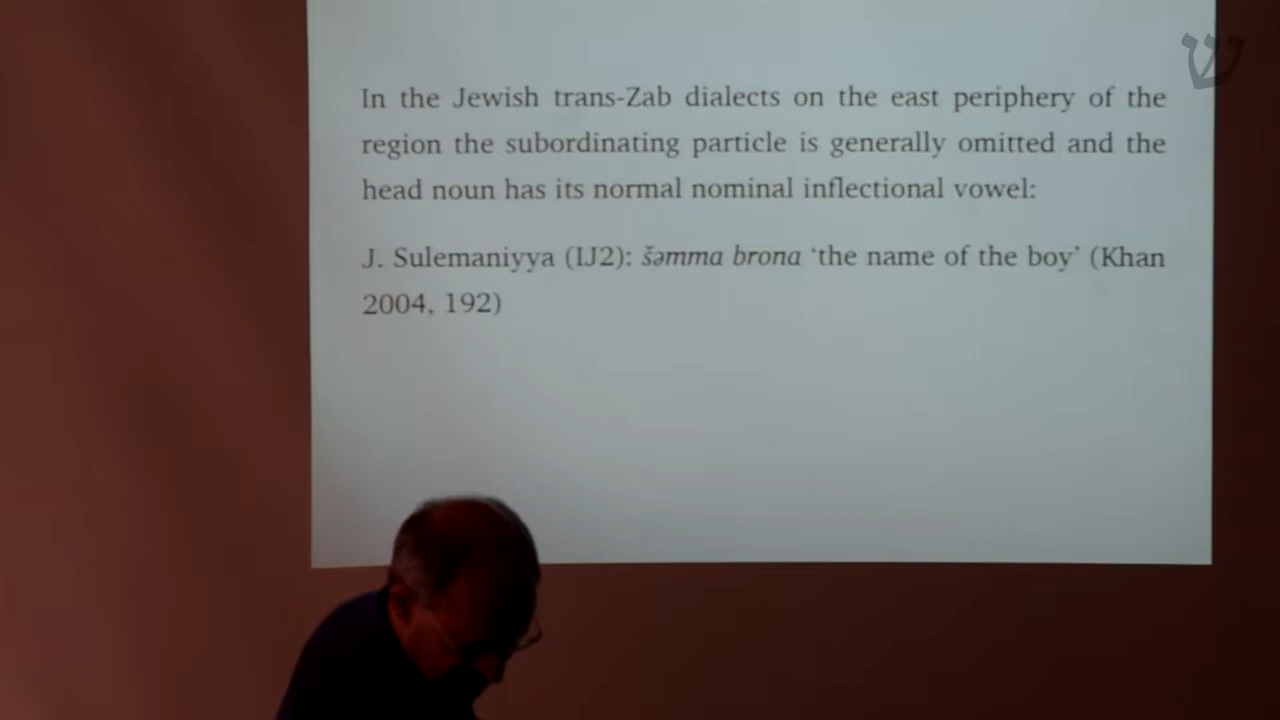 ש
In the Jewish trans-Zab dialects on the east periphery of the
region the subordinating particle is generally omitted and the
head noun has its normal nominal inflectional vowel:
J. Sulemaniyya (IJ2): šəmma brona ‘the name of the boy’ (Khan
2004, 192)